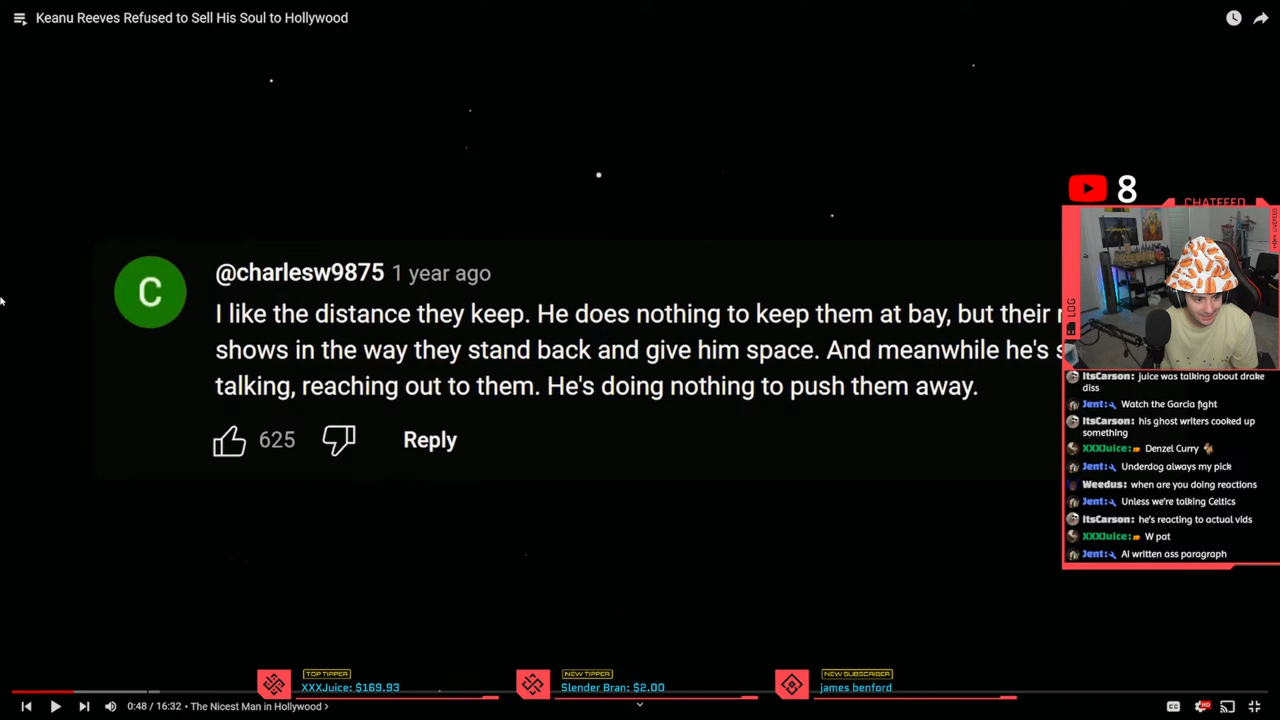 Keanu Reeves Refused to Sell His Soul to Hollywood
8
CHATFEED
@charlesw9875 1 year ago
I like the distance they keep. He does nothing to keep them at bay, but their
shows in the way they stand back and give him space. And meanwhile he's
talking, reaching out to them. He's doing nothing to push them away.
625
Reply
C
LOG
ItsCarson: juice was talking about drake
diss
Jent: Watch the Garcia fight
ItsCarson: his ghost writers cooked up
something
XXXJuice: Denzel Curry
Jent: Underdog always my pick
Weedus: when are you doing reactions
Jent: Unless we're talking Celtics
ItsCarson: he's reacting to actual vids
XXXJuice: W pat
Jent: AI written ass paragraph
TOP TIPPER
XXXJuice: $169.93
NEW TIPPER
Slender Bran: $2.00
NEW SUBSCRIBER
james benford
0:48 / 16:32 • The Nicest Man in Hollywood >
CC
HD